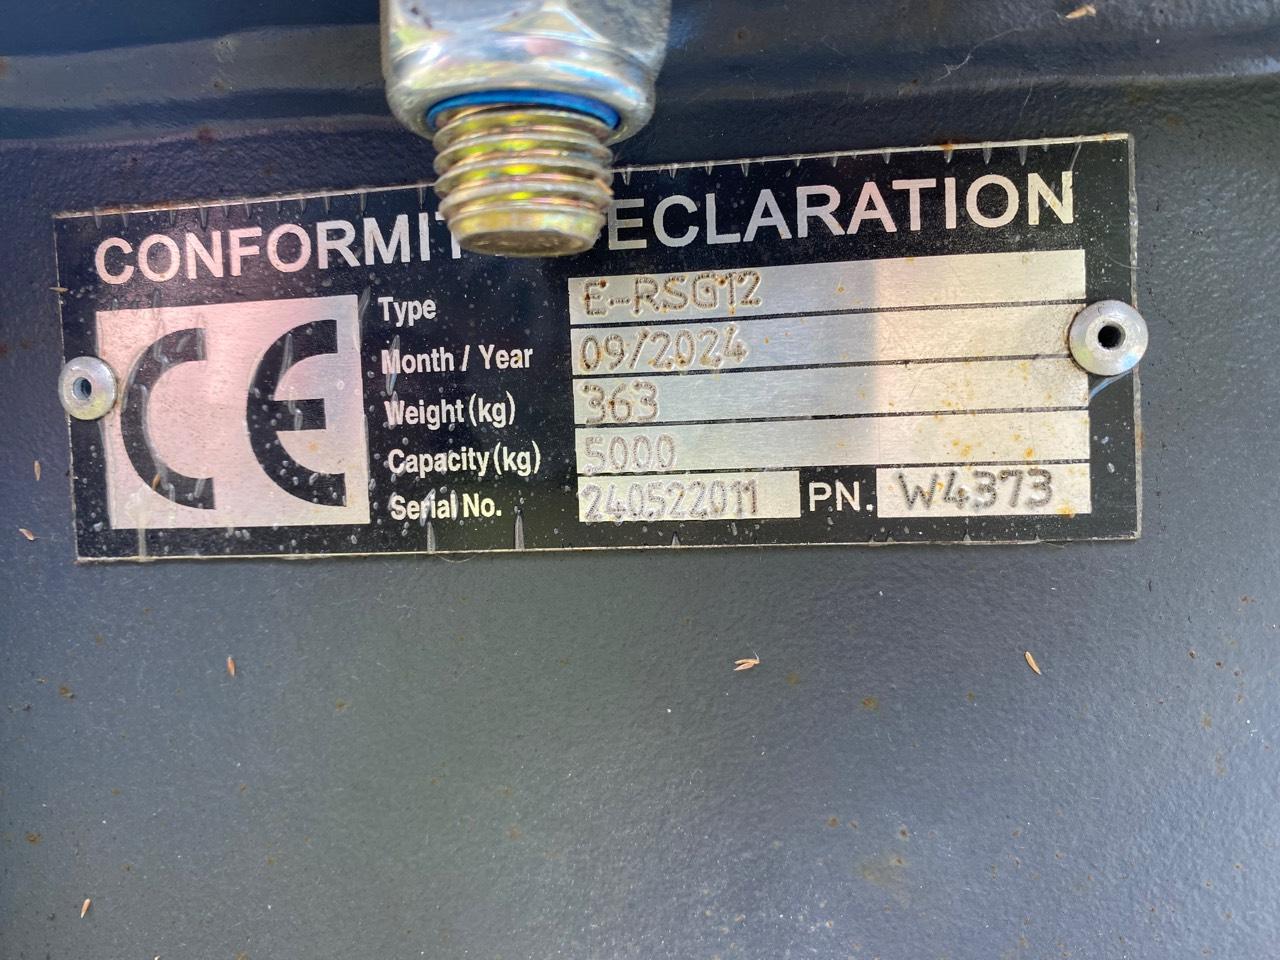 CONFORMIT ECLARATION
CE
Type E-RSG12
Month / Year 09/2024
Weight (kg) 363
Capacity (kg) 5000
Serial No. 240522011 PN. W4373